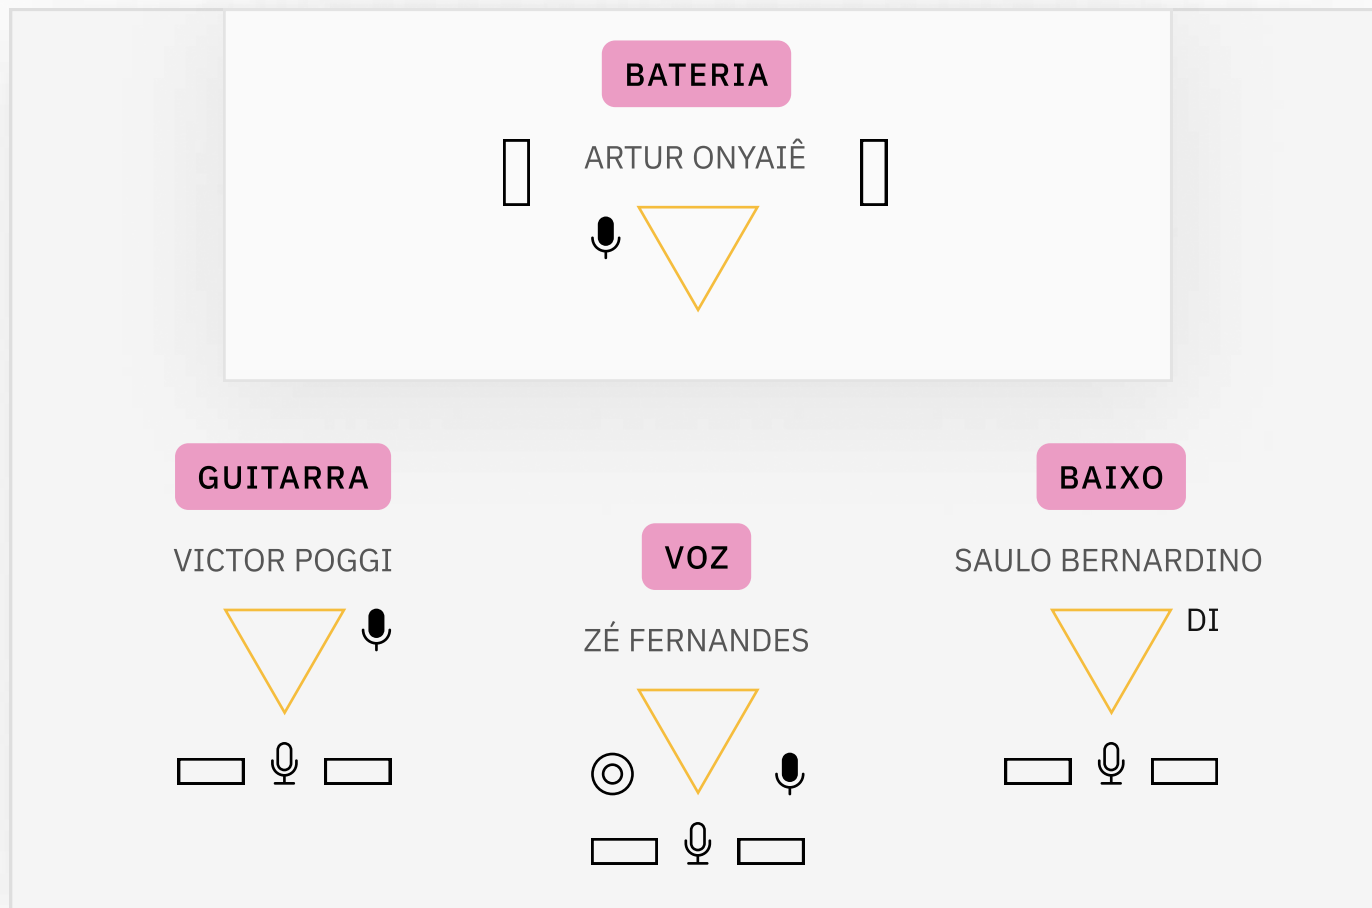 BATERIA
ARTUR ONYAIÊ
GUITARRA
VICTOR POGGI
VOZ
ZÉ FERNANDES
BAIXO
SAULO BERNARDINO
DI